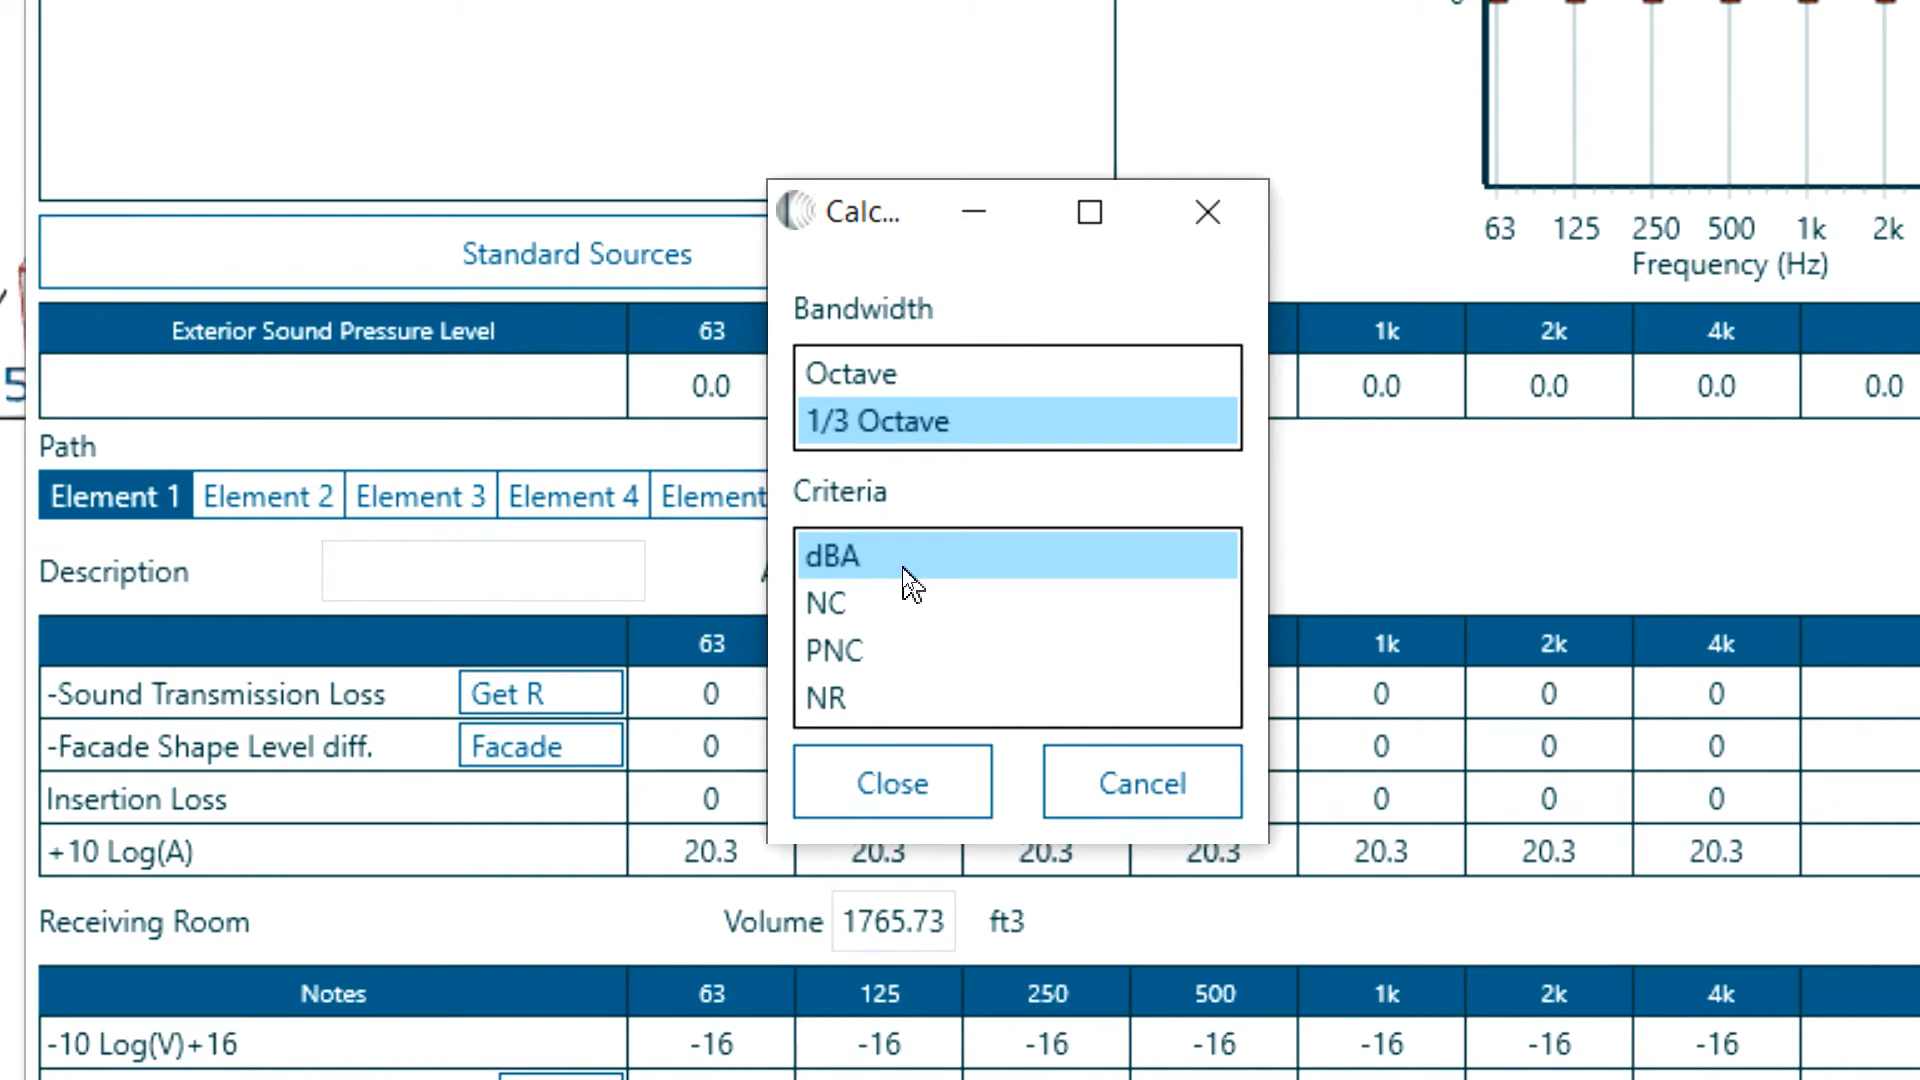 63 125 250 500 1k 2k
Frequency (Hz)
Standard Sources
Calc...
Bandwidth
Octave
1/3 Octave
Criteria
dBA
NC
PNC
NR
Close Cancel
Exterior Sound Pressure Level 63 1k 2k 4k
0.0 0.0 0.0 0.0 0.0
5
Path
Element 1 Element 2 Element 3 Element 4 Element
Description
63 1k 2k 4k
-Sound Transmission Loss Get R 0 0 0 0
-Facade Shape Level diff. Facade 0 0 0 0
Insertion Loss 0 0 0 0
+10 Log(A) 20.3 20.3 20.3 20.3 20.3 20.3 20.3
Receiving Room Volume 1765.73 ft3
Notes 63 125 250 500 1k 2k 4k
-10 Log(V)+16 -16 -16 -16 -16 -16 -16 -16